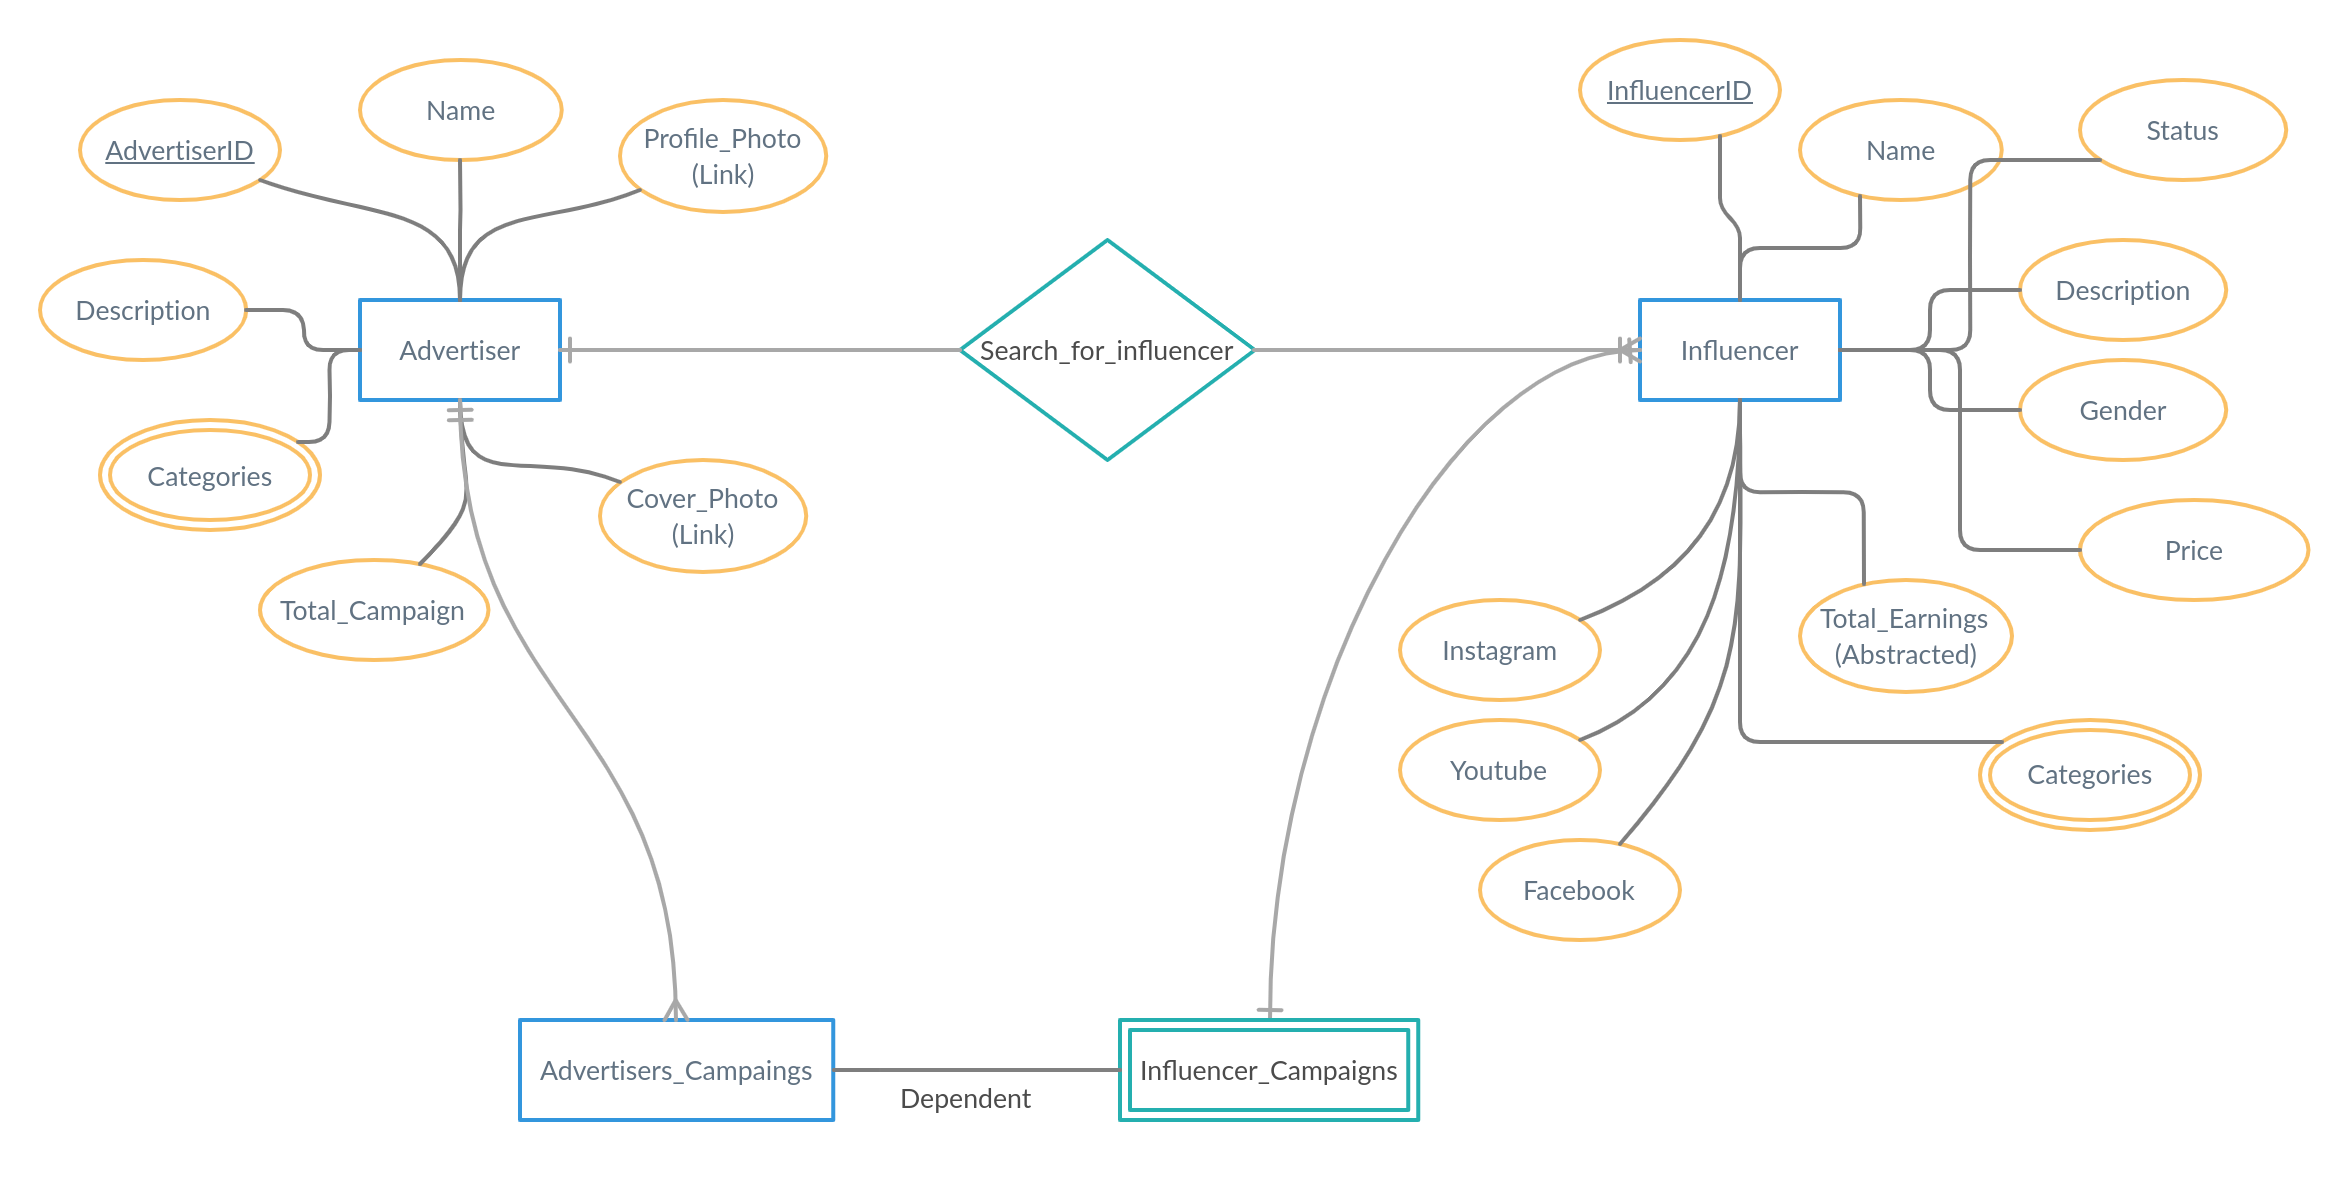 InfluencerID
Name
AdvertiserID
Profile_Photo
(Link)
Name
Status
Description
Description
Advertiser
Search_for_influencer
Influencer
Gender
Categories
Cover_Photo
(Link)
Price
Total_Campaign
Total_Earnings
(Abstracted)
Instagram
Youtube
Categories
Facebook
Advertisers_Campaings
Influencer_Campaigns
Dependent